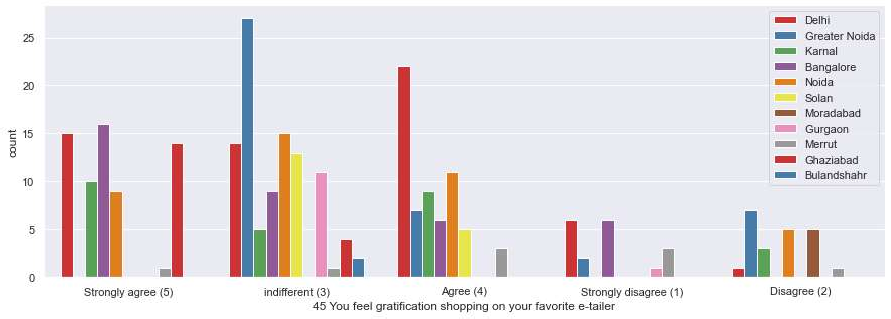 Delhi
Greater Noida
Karnal
Bangalore
Noida
Solan
Moradabad
Gurgaon
Merrut
Ghaziabad
Bulandshahr
count
25
20
15
10
5
0
Strongly agree (5)
indifferent (3)
Agree (4)
Strongly disagree (1)
Disagree (2)
45 You feel gratification shopping on your favorite e-tailer